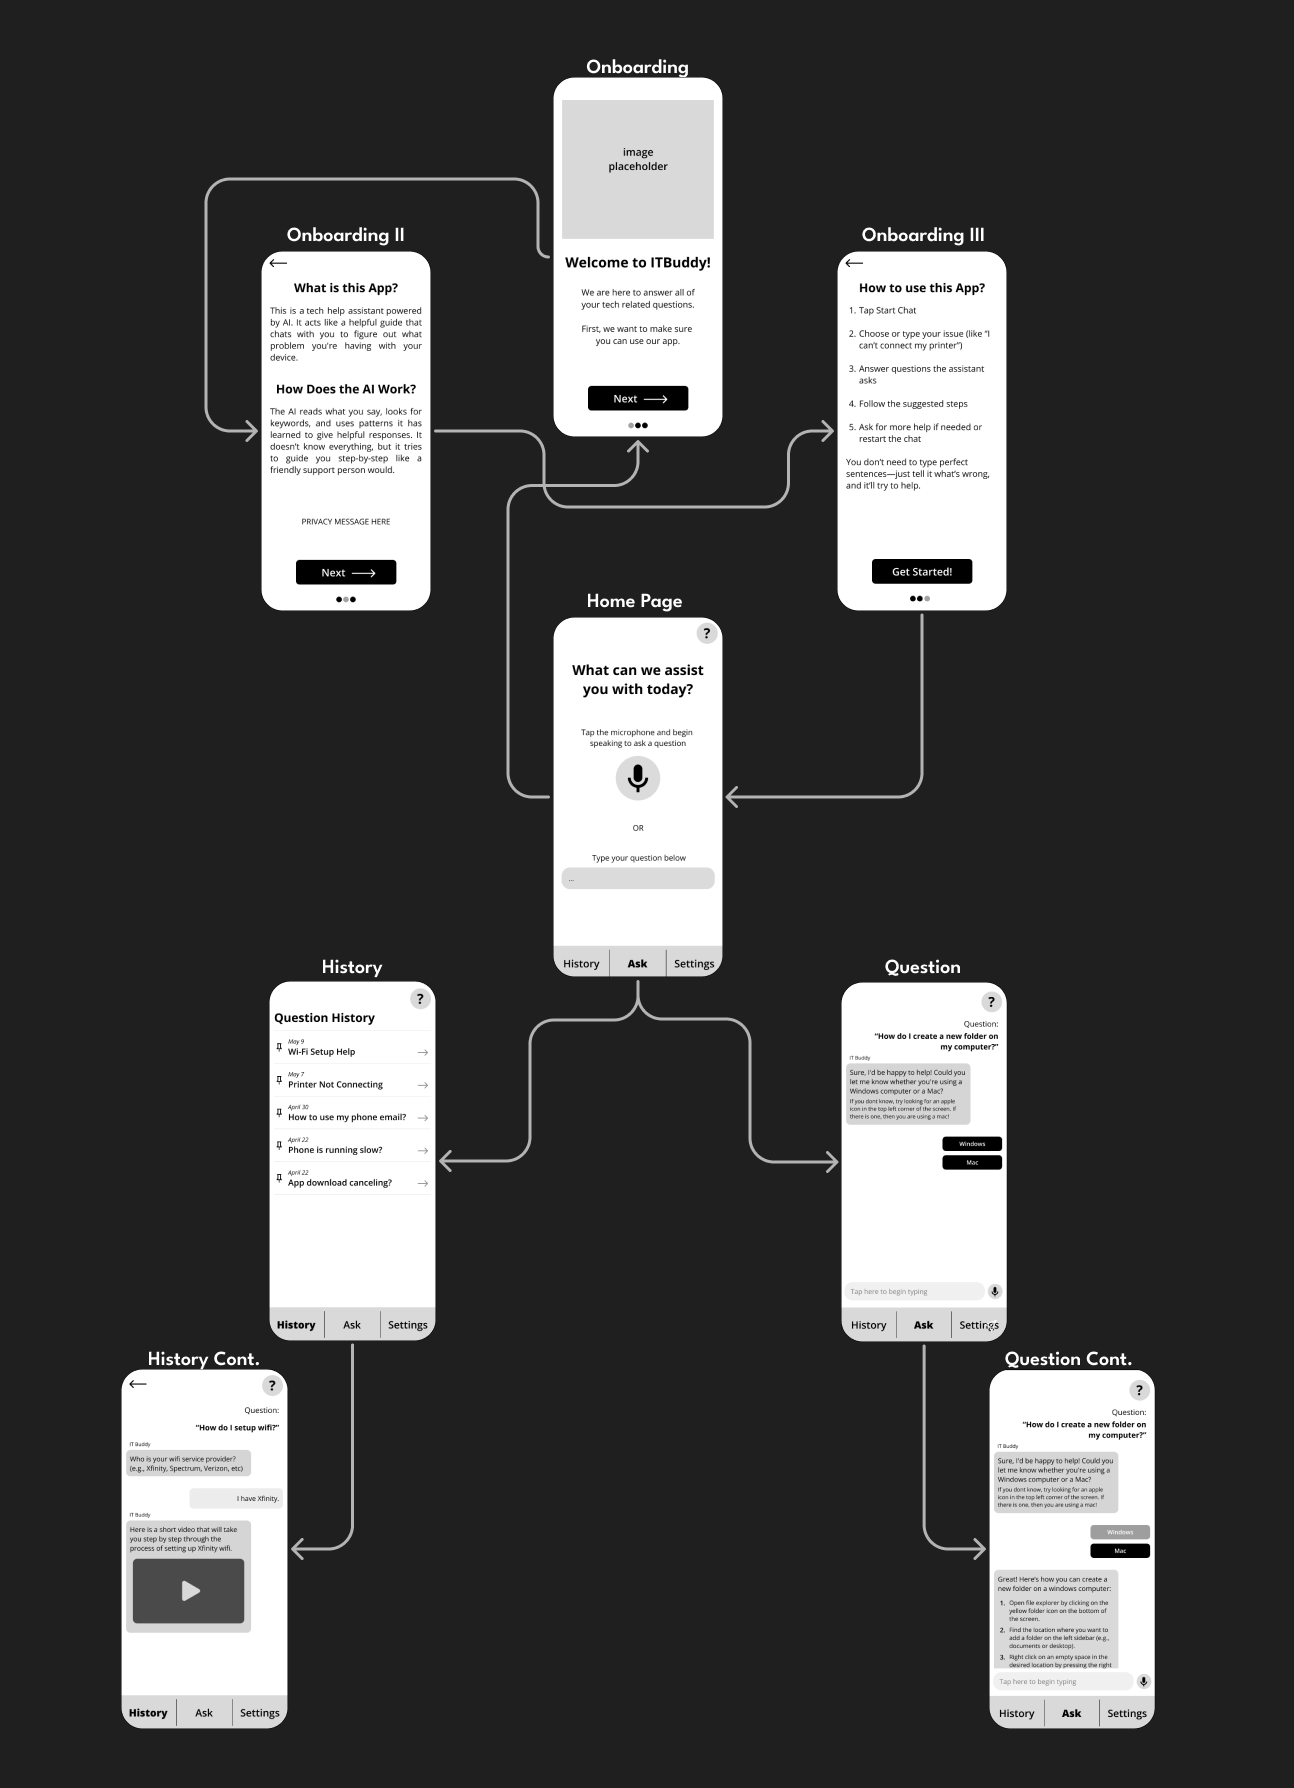 Onboarding
image
placeholder
Welcome to ITBuddy!
We are here to answer all of
your tech related questions.
First, we want to make sure
you can use our app.
Next
Onboarding II
What is this App?
This is a tech help assistant powered
by AI. It acts like a helpful guide that
chats with you to figure out what
problem you're having with your
device.
How Does the AI Work?
The AI reads what you say, looks for
keywords, and uses patterns it has
learned to give helpful responses. It
doesn't know everything, but it tries
to guide you step-by-step like a
friendly support person would.
PRIVACY MESSAGE HERE
Next
Onboarding III
How to use this App?
1. Tap Start Chat
2. Choose or type your issue (like “I
can't connect my printer”)
3. Answer questions the assistant
asks
4. Follow the suggested steps
5. Ask for more help if needed or
restart the chat
You don't need to type perfect
sentences—just tell it what's wrong,
and it'll try to help.
Get Started!
Home Page
?
What can we assist
you with today?
Tap the microphone and begin
speaking to ask a question
OR
Type your question below
...
History
Ask
Settings
History
?
Question History
May 9
Wi-Fi Setup Help
May 7
Printer Not Connecting
April 30
How to use my phone email?
April 22
Phone is running slow?
April 22
App download canceling?
History
Ask
Settings
Question
?
Question:
“How do I create a new folder on
my computer?”
IT Buddy
Sure, I'd be happy to help! Could you
let me know whether you're using a
Windows computer or a Mac?
If you dont know, try looking for an apple
icon in the top left corner of the screen. If
there is one, then you are using a mac!
Windows
Mac
Tap here to begin typing
History
Ask
Settings
History Cont.
?
Question:
“How do I setup wifi?”
IT Buddy
Who is your wifi service provider?
(e.g., Xfinity, Spectrum, Verizon, etc)
I have Xfinity.
IT Buddy
Here is a short video that will take
you step by step through the
process of setting up Xfinity wifi.
History
Ask
Settings
Question Cont.
?
Question:
“How do I create a new folder on
my computer?”
IT Buddy
Sure, I'd be happy to help! Could you
let me know whether you're using a
Windows computer or a Mac?
If you dont know, try looking for an apple
icon in the top left corner of the screen. If
there is one, then you are using a mac!
Windows
Mac
Great! Here's how you can create a
new folder on a windows computer:
1. Open file explorer by clicking on the
yellow folder icon on the bottom of
the screen.
2. Find the location where you want to
add a folder on the left sidebar (e.g.,
documents or desktop).
3. Right click on an empty space in the
desired location by pressing the right
Tap here to begin typing
History
Ask
Settings